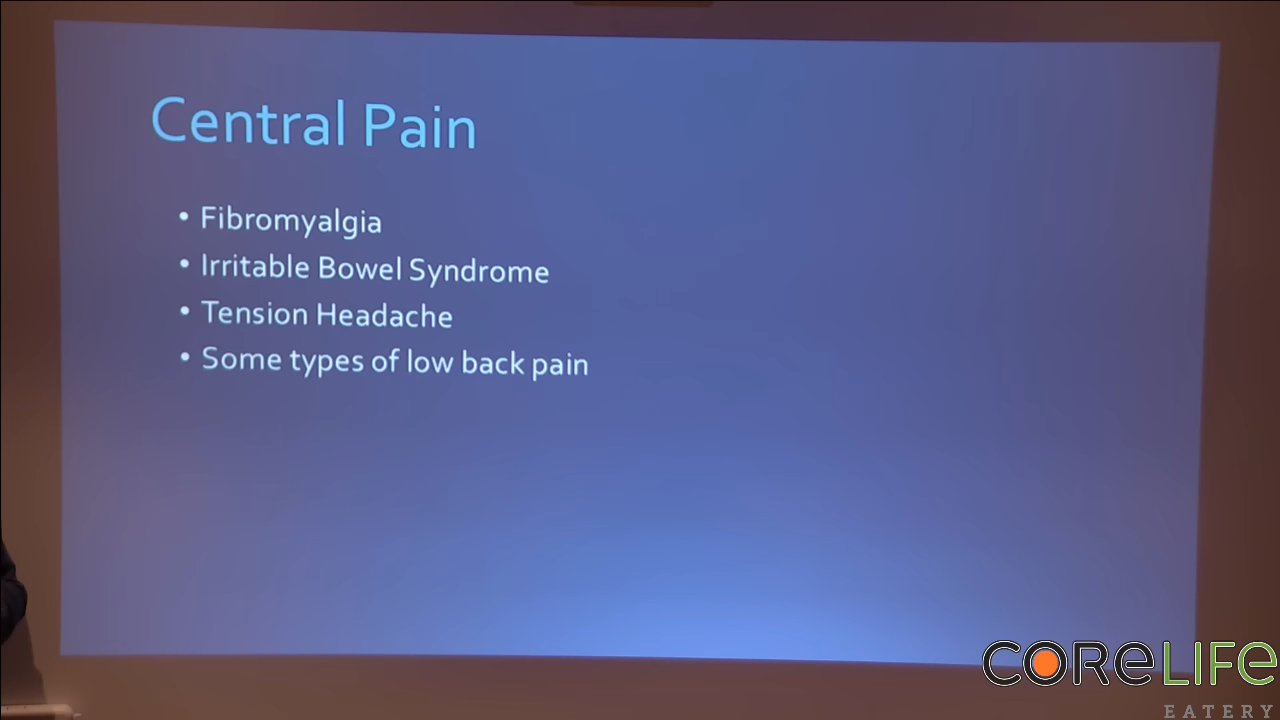 Central Pain
• Fibromyalgia
• Irritable Bowel Syndrome
• Tension Headache
• Some types of low back pain
CORELIFE
EATERY